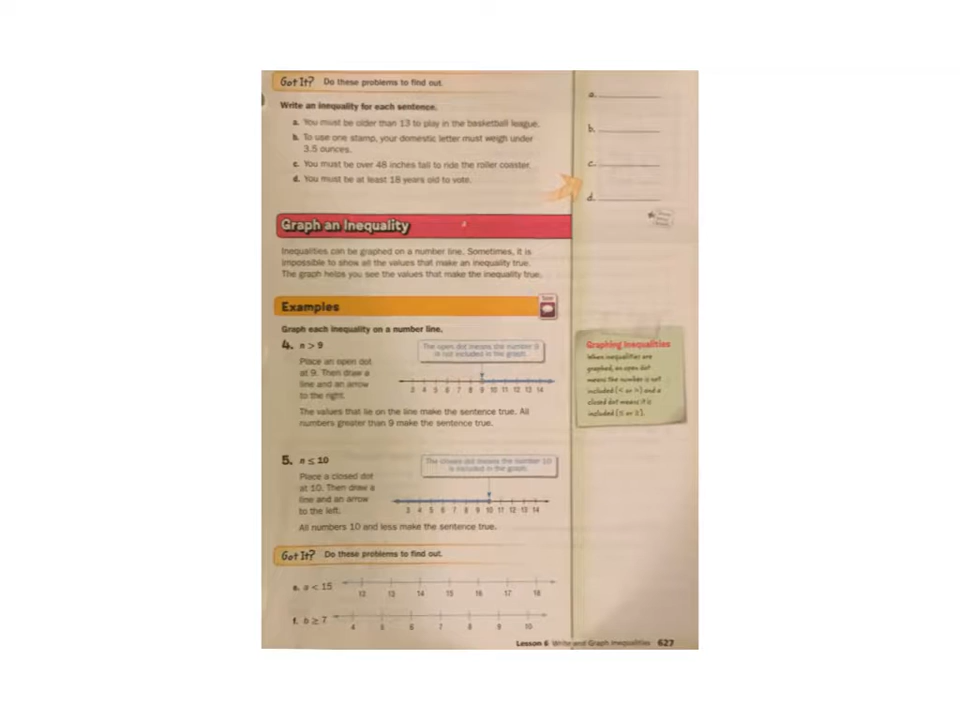 Got It? Do these problems to find out.
Write an inequality for each sentence.
a. You must be older than 13 to play in the basketball league.
b. To use one stamp, your domestic letter must weigh under
3.5 ounces.
c. You must be over 48 inches tall to ride the roller coaster.
d. You must be at least 18 years old to vote.
a.
b.
c.
d.
Graph an Inequality
Inequalities can be graphed on a number line. Sometimes, it is
impossible to show all the values that make an inequality true.
The graph helps you see the values that make the inequality true.
Examples
Graph each inequality on a number line.
4. n > 9
Place an open dot
at 9. Then draw a
line and an arrow
to the right.
The open dot means the number 9
is not included in the graph.
3 4 5 6 7 8 9 10 11 12 13 14
The values that lie on the line make the sentence true. All
numbers greater than 9 make the sentence true.
Graphing Inequalities
When inequalities are
graphed, an open dot
means the number is not
included (< or >) and a
closed dot means it is
included (≤ or ≥).
5. n ≤ 10
Place a closed dot
at 10. Then draw a
line and an arrow
to the left.
The closed dot means the number 10
is included in the graph.
3 4 5 6 7 8 9 10 11 12 13 14
All numbers 10 and less make the sentence true.
Got It? Do these problems to find out.
e. a < 15
12 13 14 15 16 17 18
f. b ≥ 7
4 5 6 7 8 9 10
Lesson 6 Write and Graph Inequalities 627